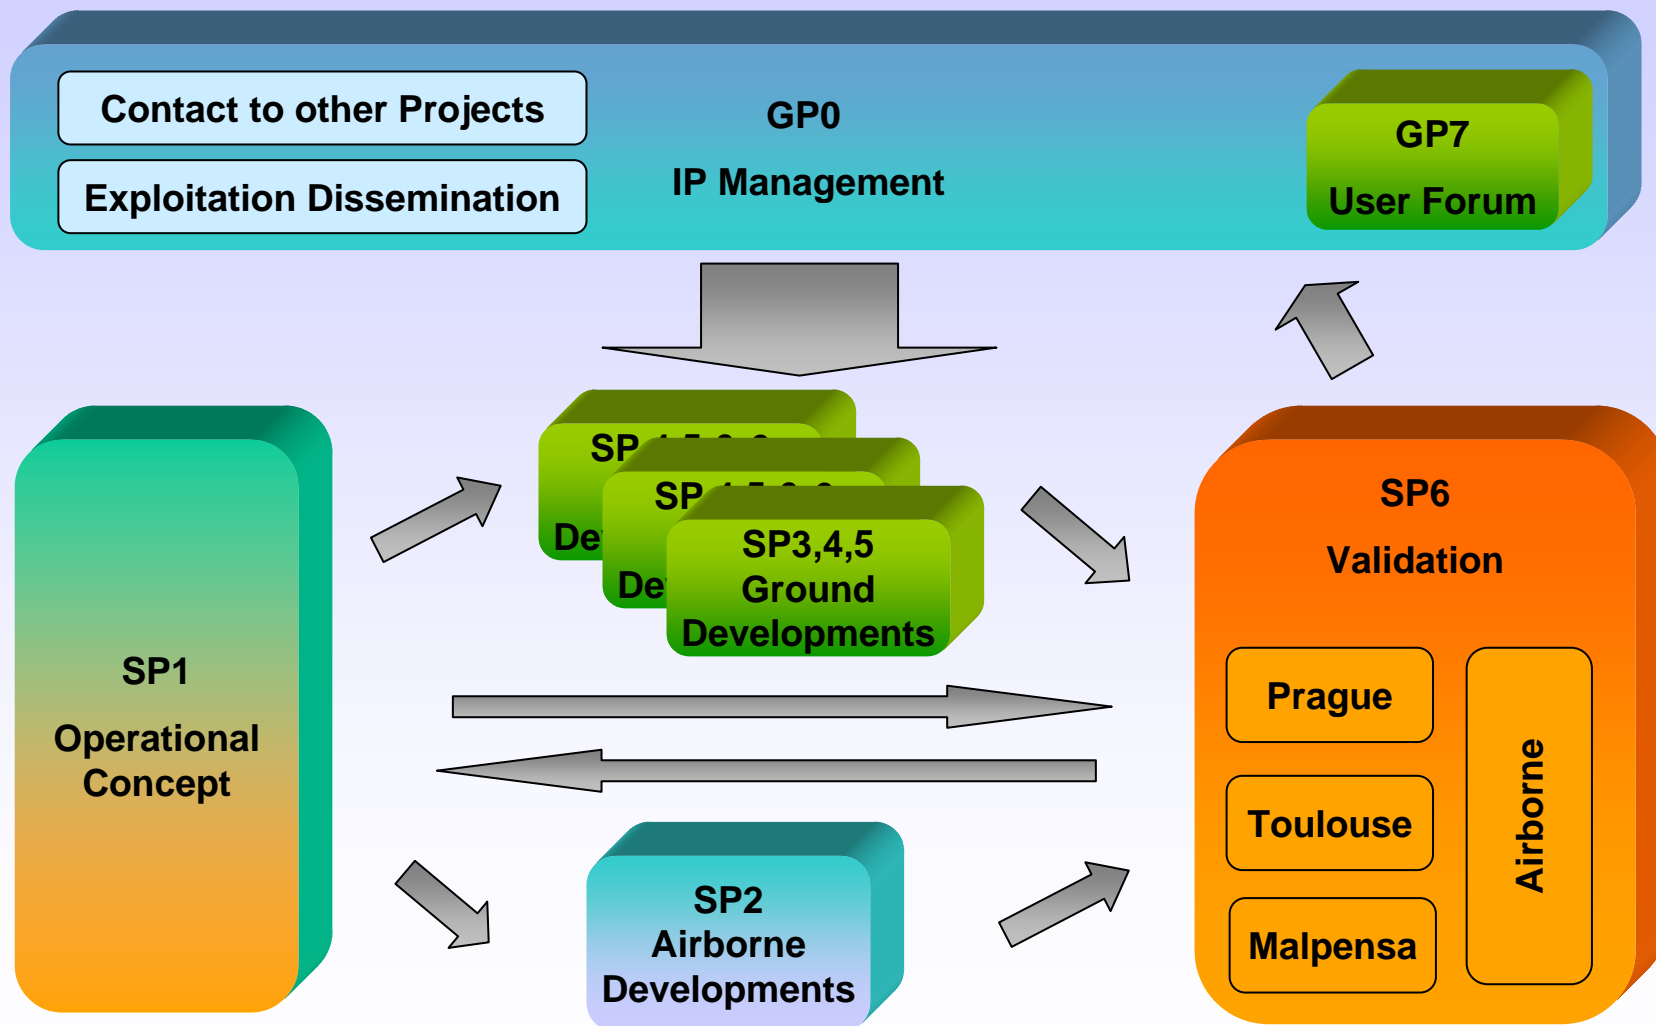 Contact to other Projects
Exploitation Dissemination
GP0
IP Management
GP7
User Forum
SP1
Operational
Concept
SP
De
SP
De
SP3,4,5
Ground
Developments
SP2
Airborne
Developments
SP6
Validation
Prague
Toulouse
Malpensa
Airborne